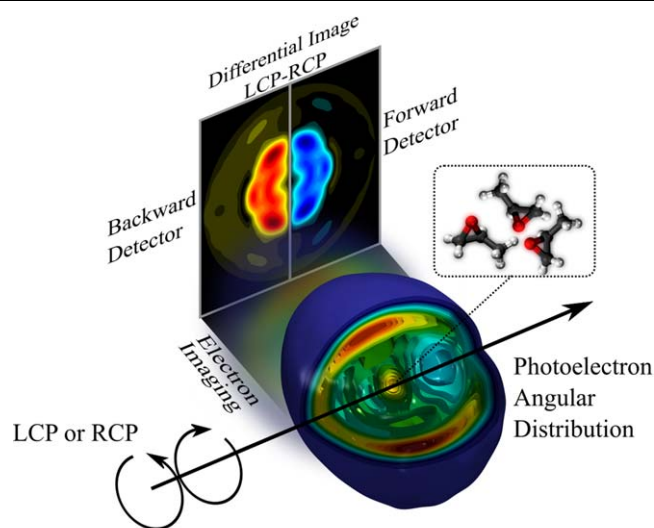 Differential Image
LCP-RCP
Forward
Detector
Backward
Detector
Electron
Imaging
Photoelectron
Angular
Distribution
LCP or RCP